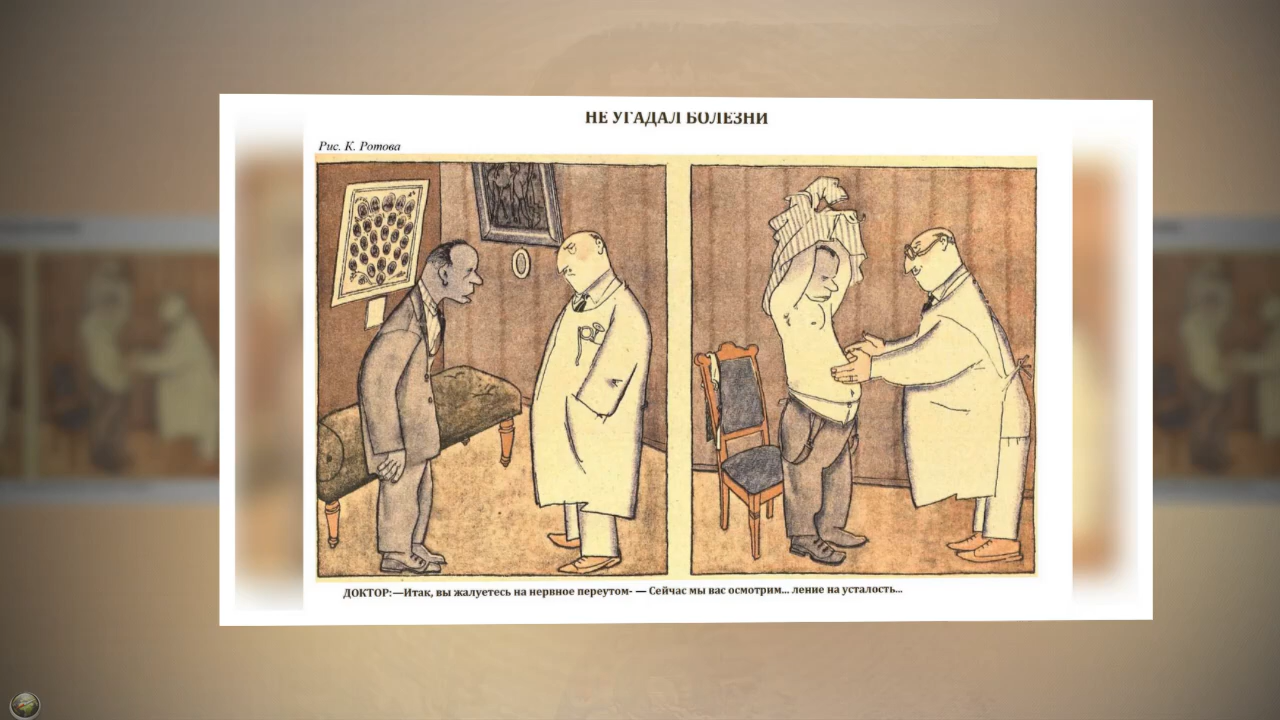 НЕ УГАДАЛ БОЛЕЗНИ
Рис. К. Ротова
ДОКТОР:—Итак, вы жалуетесь на нервное переутом- — Сейчас мы вас осмотрим... ление на усталость...